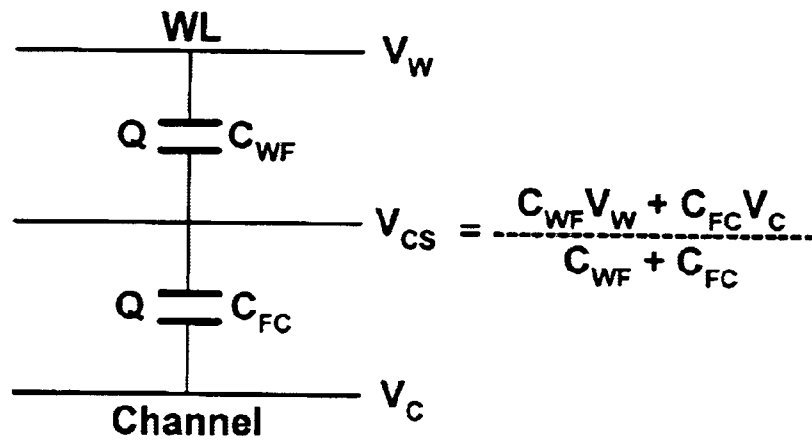 WL
V_W
Q C_WF
V_CS = C_WF V_W + C_FC V_C
C_WF + C_FC
Q C_FC
V_C
Channel